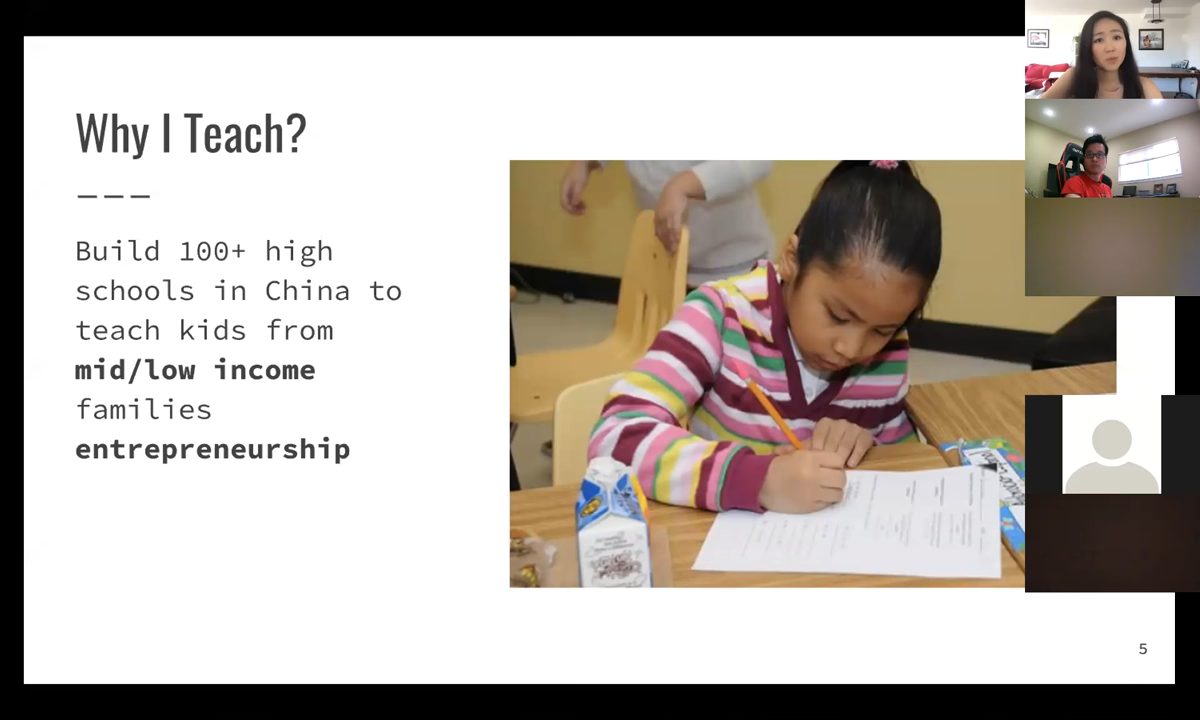 Why I Teach?
———
Build 100+ high
schools in China to
teach kids from
mid/low income
families
entrepreneurship
5